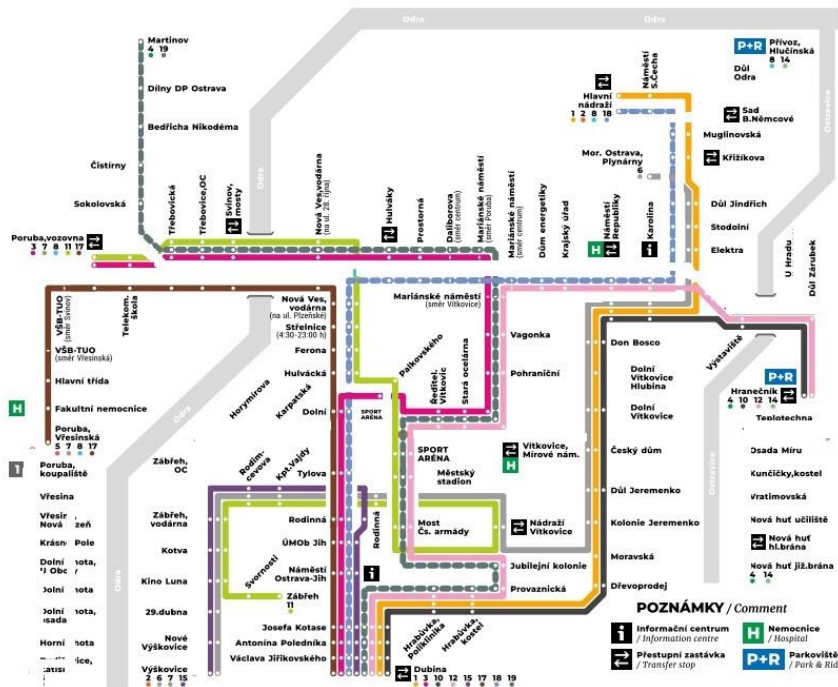 Odra
Odra
Martinov
4 19
Dílny DP Ostrava
Bedřicha Nikodéma
Čistírny
Sokolovská
Poruba,vozovna
3 7 8 11 17
Třebovická
Třebovice,OC
Svinov,
mosty
Odra
Nová Ves,vodárna
(na ul. 28. října)
Hulváky
Prostorná
Daliborova
(směr centrum)
Mariánské náměstí
(směr Poruba)
Mariánské náměstí
(směr centrum)
Dům energetiky
Krajský úřad
H
Náměstí
Republiky
i
Karolina
Hlavní
nádraží
1 2 8 18
Náměstí
S.Čecha
Mor. Ostrava,
Plynárny
6
P+R
Přívoz,
Hlučínská
8 14
Důl
Odra
Ostravice
Sad
B.Němcové
Muglinovská
Křižíkova
Důl Jindřich
Stodolní
Elektra
U Hradu
Důl Zárubek
VŠB-TUO
(směr Svinov)
Telekom.
škola
VŠB-TUO
(směr Vřesinská)
Hlavní třída
H
Fakultní nemocnice
Poruba,
Vřesinská
5 7 8 17
Nová Ves,
vodárna
(na ul. Plzeňské)
Střelnice
(4:30-23:00 h)
Ferona
Hulvácká
Horymírova
Karpatská
Dolní
SPORT
ARÉNA
Mariánské náměstí
(směr Vítkovice)
Palkovského
Ředitel.
Vítkovic
Stará ocelárna
Vagonka
Pohraniční
Don Bosco
Dolní
Vítkovice
Hlubina
Dolní
Vítkovice
Výstaviště
P+R
Hranečník
4 10 12 14
Teplotechna
Odra
Ostravice
1
Poruba,
koupaliště
Vřesina
Nová
Pole
Zábřeh,
OC
Zábřeh,
vodárna
Kotva
Kino Luna
29.dubna
Nové
Výškovice
Výškovice
2 6 7 15
Rodim-
cevova
Kpt.Vajdy
Tylova
Rodinná
ÚMOb Jih
Náměstí
Ostrava-Jih
Svornosti
Zábřeh
11
Josefa Kotase
Antonína Poledníka
Václava Jiřikovského
Rodinná
i
SPORT
ARÉNA
Městský
stadion
Most
Čs. armády
H
Vítkovice,
Mírové nám.
Nádraží
Vítkovice
Jubilejní kolonie
Provaznická
Hrabůvka,
Poliklinika
Hrabůvka,
kostel
Dubina
1 3 10 12 15 17 18 19
Český dům
Důl Jeremenko
Kolonie Jeremenko
Moravská
Dřevoprodej
Osada Míru
Kunčičky,kostel
Vratimovská
Nová huť učiliště
Nová huť
hl.brána
Nová huť již.brána
4 14
POZNÁMKY / Comment
i
Informační centrum
/ Information centre
H
Nemocnice
/ Hospital
Přestupní zastávka
/ Transfer stop
P+R
Parkoviště
/ Park & Rid